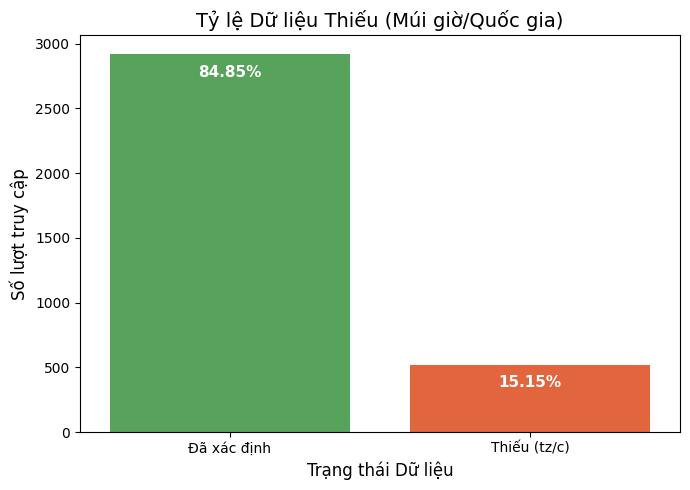 Tỷ lệ Dữ liệu Thiếu (Múi giờ/Quốc gia)
Số lượt truy cập
3000
2500
2000
1500
1000
500
0
84.85%
15.15%
Đã xác định
Thiếu (tz/c)
Trạng thái Dữ liệu